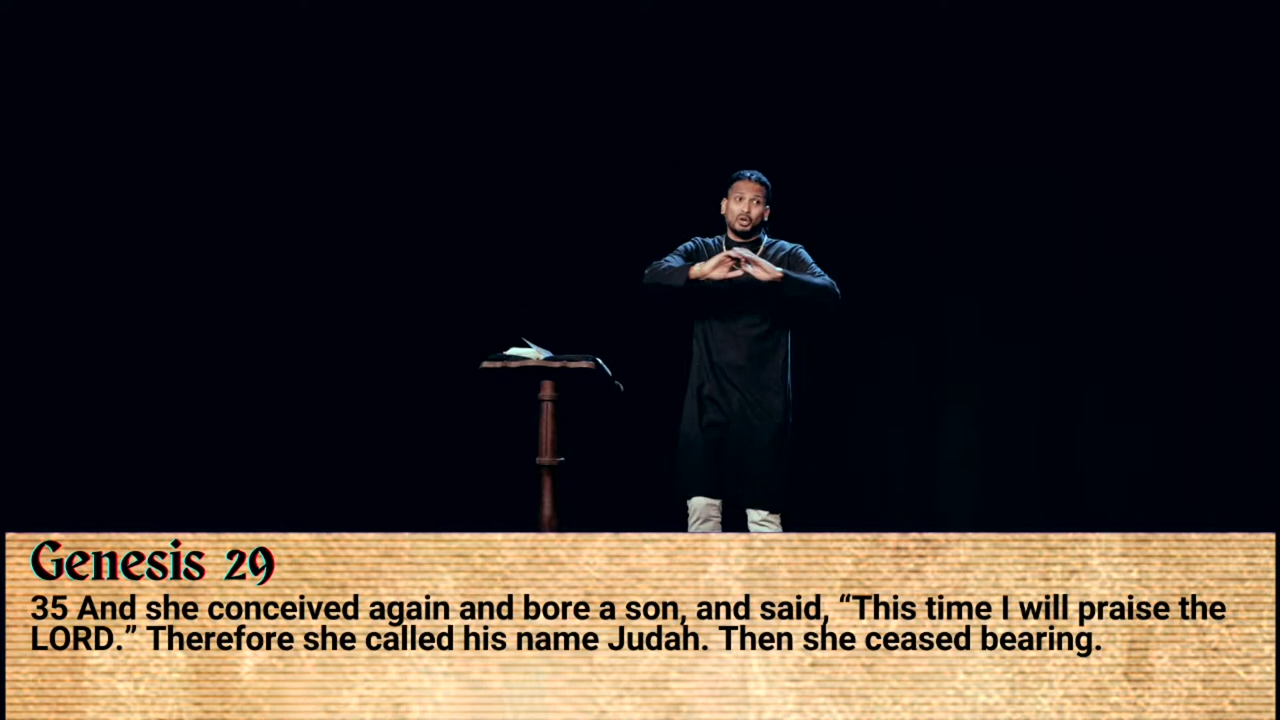 Genesis 29
35 And she conceived again and bore a son, and said, “This time I will praise the
LORD.” Therefore she called his name Judah. Then she ceased bearing.